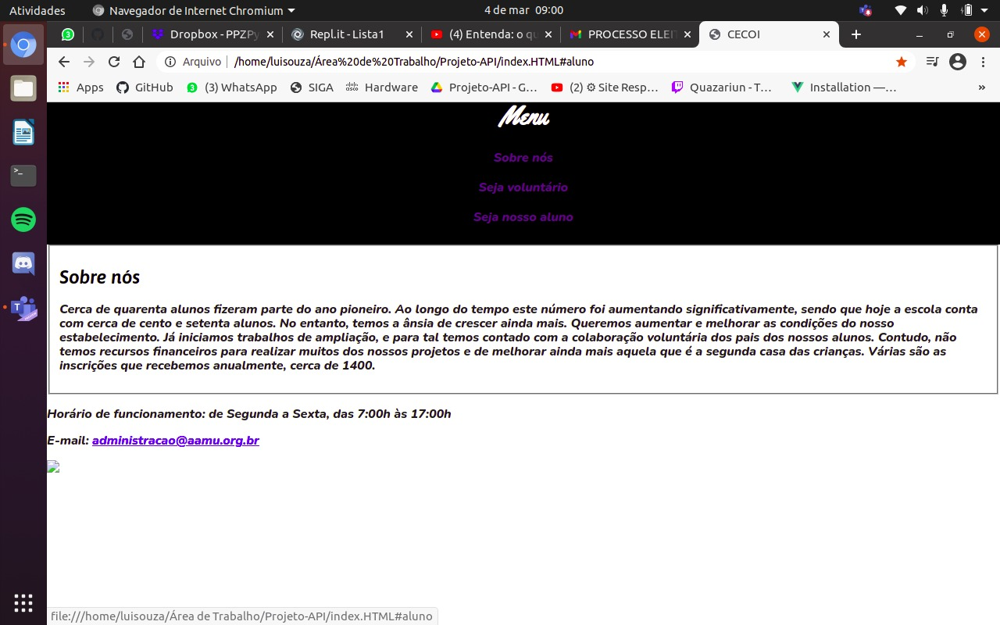 Atividades Navegador de Internet Chromium 4 de mar 09:00
Dropbox - PPZPy Repl.it - Lista1 (4) Entenda: o qu PROCESSO ELEI CECOI
Arquivo /home/luisouza/Área%20de%20Trabalho/Projeto-API/index.HTML#aluno
Apps GitHub (3) WhatsApp SIGA Hardware Projeto-API - G... (2) ⚙ Site Resp... Quazariun - T... Installation —... »
Menu
Sobre nós
Seja voluntário
Seja nosso aluno
Sobre nós
Cerca de quarenta alunos fizeram parte do ano pioneiro. Ao longo do tempo este número foi aumentando significativamente, sendo que hoje a escola conta
com cerca de cento e setenta alunos. No entanto, temos a ânsia de crescer ainda mais. Queremos aumentar e melhorar as condições do nosso
estabelecimento. Já iniciamos trabalhos de ampliação, e para tal temos contado com a colaboração voluntária dos pais dos nossos alunos. Contudo, não
temos recursos financeiros para realizar muitos dos nossos projetos e de melhorar ainda mais aquela que é a segunda casa das crianças. Várias são as
inscrições que recebemos anualmente, cerca de 1400.
Horário de funcionamento: de Segunda a Sexta, das 7:00h às 17:00h
E-mail: administracao@aamu.org.br
file:///home/luisouza/Área de Trabalho/Projeto-API/index.HTML#aluno